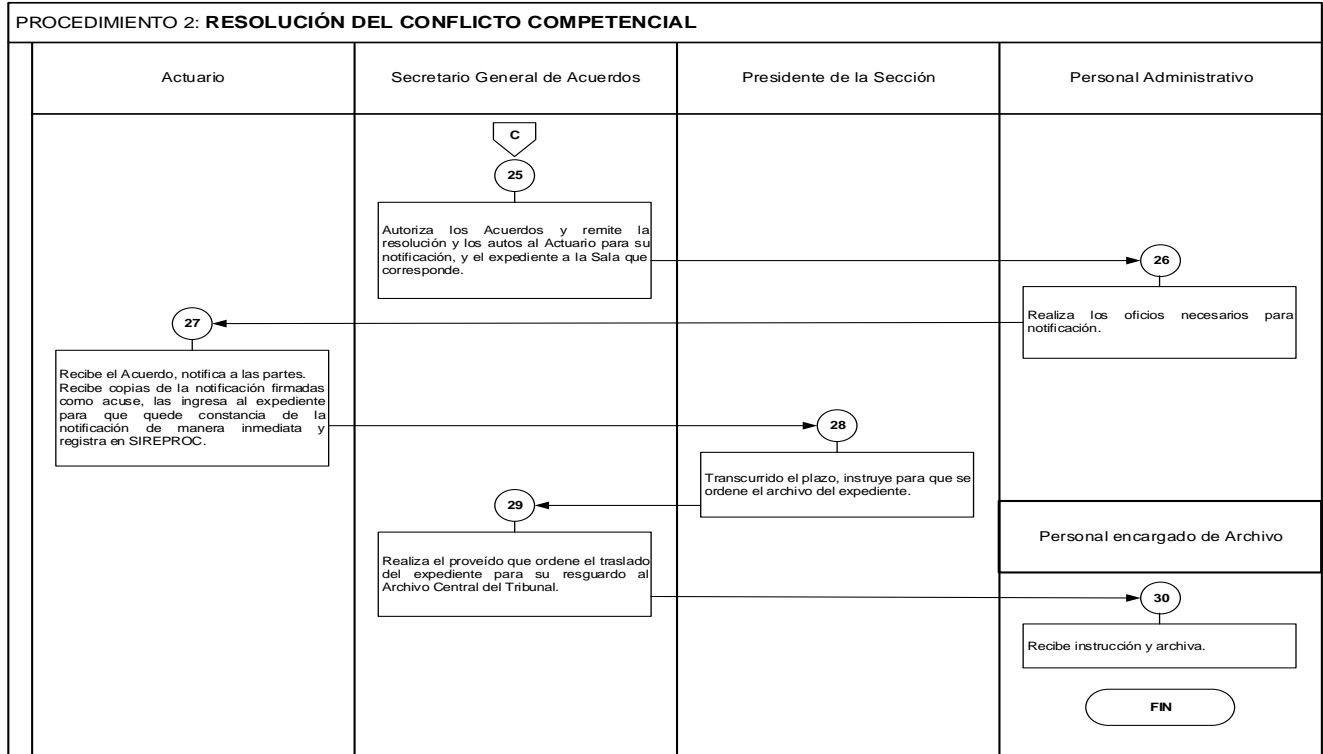 PROCEDIMIENTO 2: RESOLUCIÓN DEL CONFLICTO COMPETENCIAL
Actuario
Secretario General de Acuerdos
Presidente de la Sección
Personal Administrativo
C
25
Autoriza los Acuerdos y remite la
resolución y los autos al Actuario para su
notificación, y el expediente a la Sala que
corresponde.
26
Realiza los oficios necesarios para
notificación.
27
Recibe el Acuerdo, notifica a las partes.
Recibe copias de la notificación firmadas
como acuse, las ingresa al expediente
para que quede constancia de la
notificación de manera inmediata y
registra en SIREPROC.
28
Transcurrido el plazo, instruye para que se
ordene el archivo del expediente.
29
Realiza el proveído que ordene el traslado
del expediente para su resguardo al
Archivo Central del Tribunal.
Personal encargado de Archivo
30
Recibe instrucción y archiva.
FIN